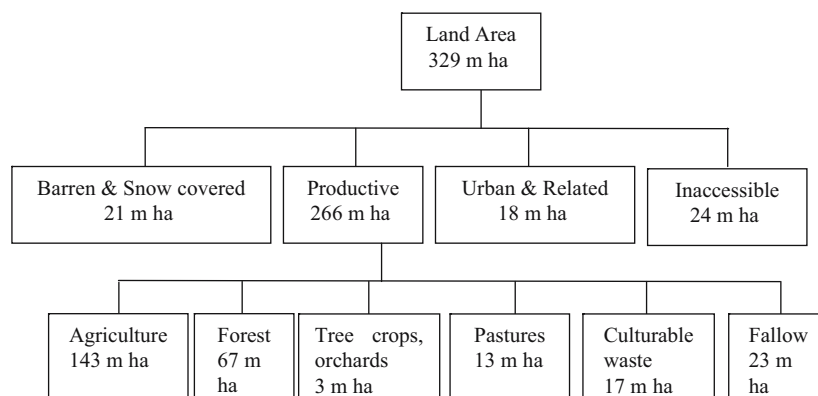 Land Area
329 m ha
Barren & Snow covered
21 m ha
Productive
266 m ha
Urban & Related
18 m ha
Inaccessible
24 m ha
Agriculture
143 m ha
Forest
67 m
ha
Tree crops,
orchards
3 m ha
Pastures
13 m ha
Culturable
waste
17 m ha
Fallow
23 m
ha